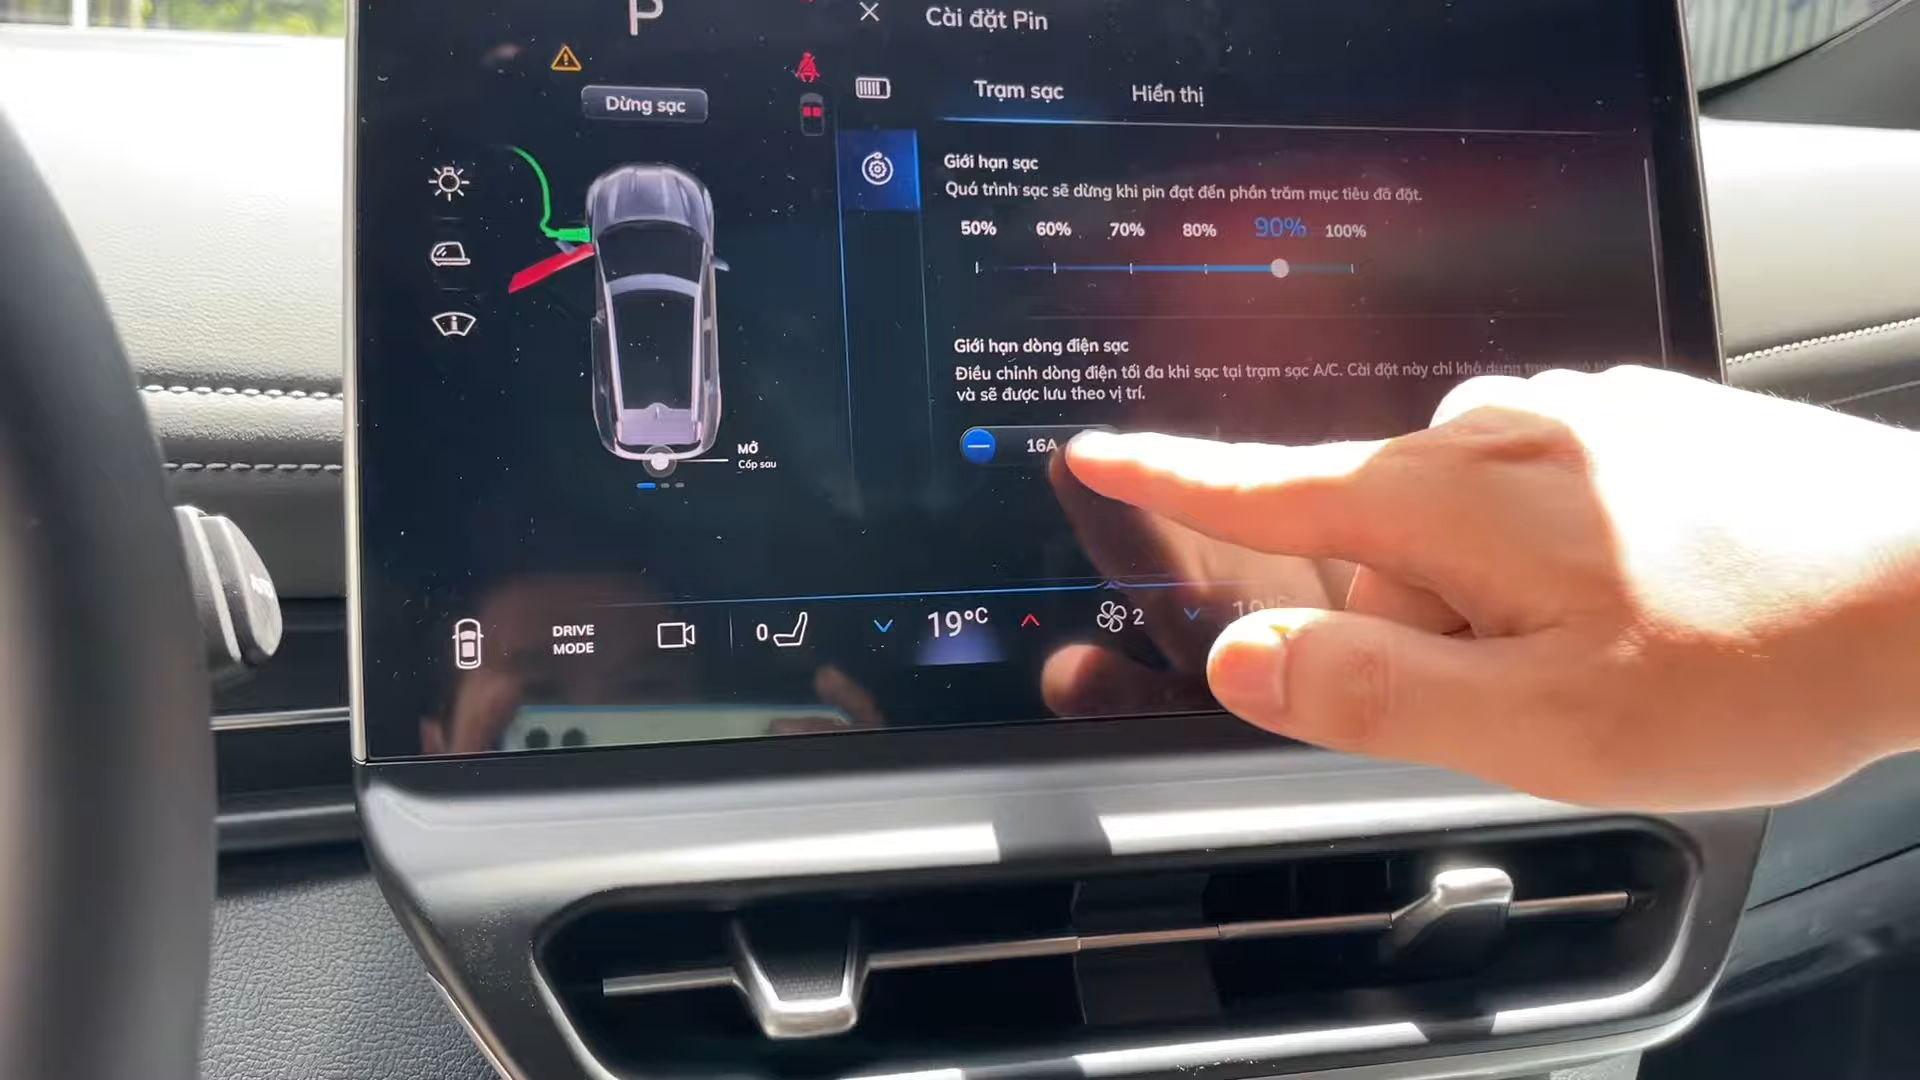 P
Cài đặt Pin
Dừng sạc
Trạm sạc
Hiển thị
Giới hạn sạc
Quá trình sạc sẽ dừng khi pin đạt đến phần trăm mục tiêu đã đặt.
50% 60% 70% 80% 90% 100%
Giới hạn dòng điện sạc
Điều chỉnh dòng điện tối đa khi sạc tại trạm sạc A/C. Cài đặt này chỉ khả dụng
và sẽ được lưu theo vị trí.
16A
Mở
Cốp sau
DRIVE
MODE
0
19°C
2